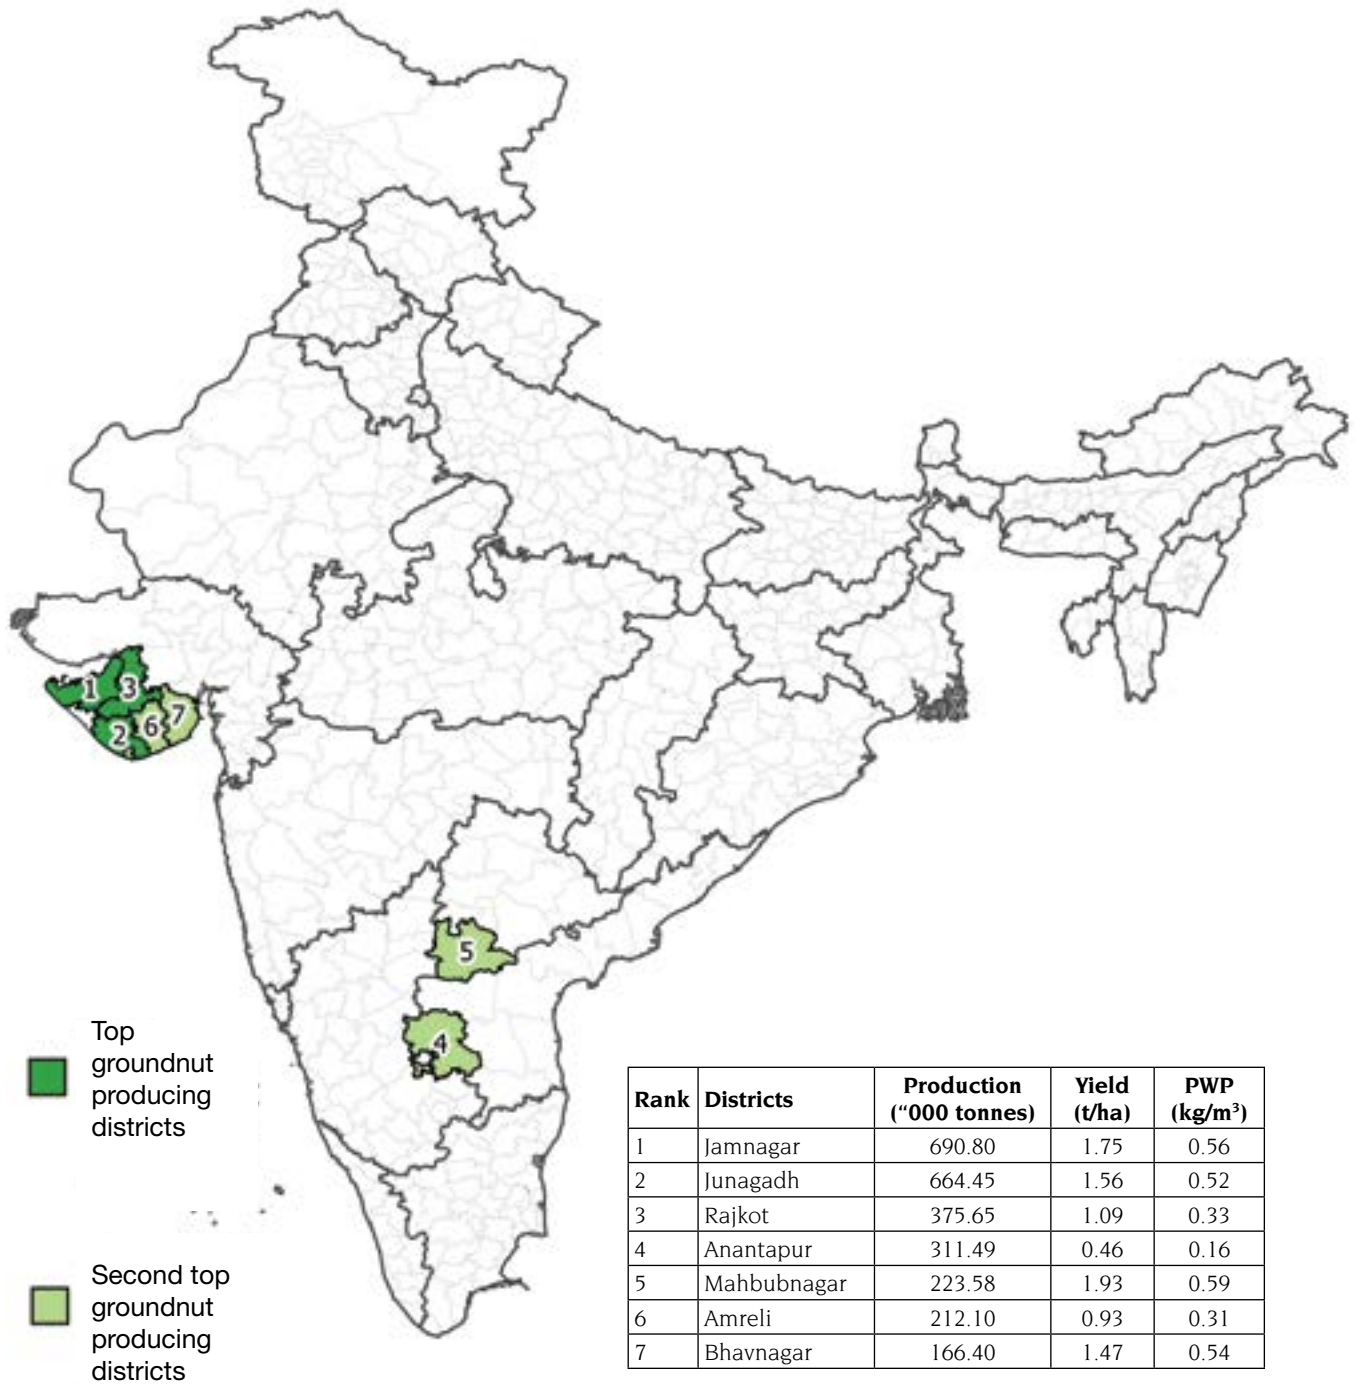 1
3
2
6
7
5
4
Top
groundnut
producing
districts
Second top
groundnut
producing
districts
Rank Districts Production (“000 tonnes) Yield (t/ha) PWP (kg/m³)
1 Jamnagar 690.80 1.75 0.56
2 Junagadh 664.45 1.56 0.52
3 Rajkot 375.65 1.09 0.33
4 Anantapur 311.49 0.46 0.16
5 Mahbubnagar 223.58 1.93 0.59
6 Amreli 212.10 0.93 0.31
7 Bhavnagar 166.40 1.47 0.54